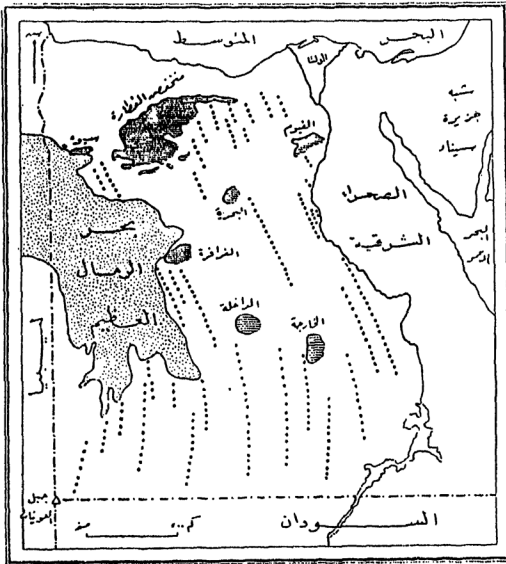 البحر المتوسط
الدلتا
منخفض القطارة
سيوة
الفيوم
شبه
جزيرة
سيناء
البحرية
الصحراء
الشرقية
البحر
الأحمر
بحر
الرمال
العظيم
الفرافرة
الداخلة
الخارجة
جبل
العوينات
السودان
كم